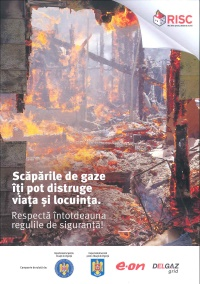 RISC
Scăpările de gaze
îți pot distruge
viața și locuința.
Respectă întotdeauna
regulile de siguranță!
e·on
DELGAZ
grid